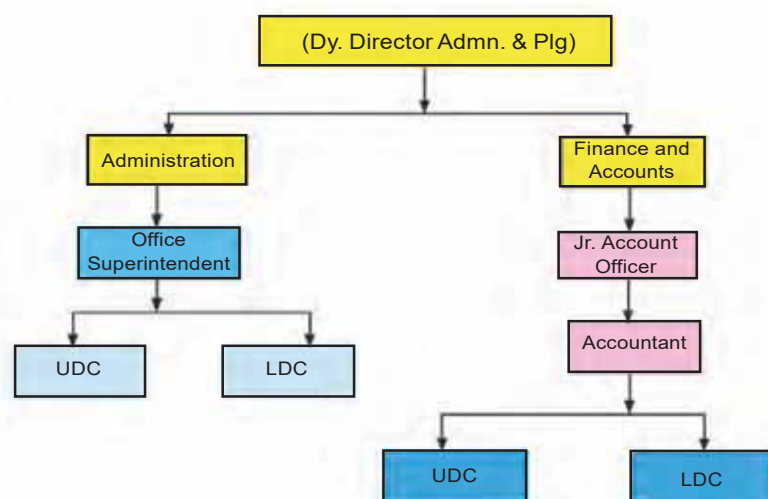 (Dy. Director Admn. & Plg)
Administration
Finance and
Accounts
Office
Superintendent
Jr. Account
Officer
UDC
LDC
Accountant
UDC
LDC